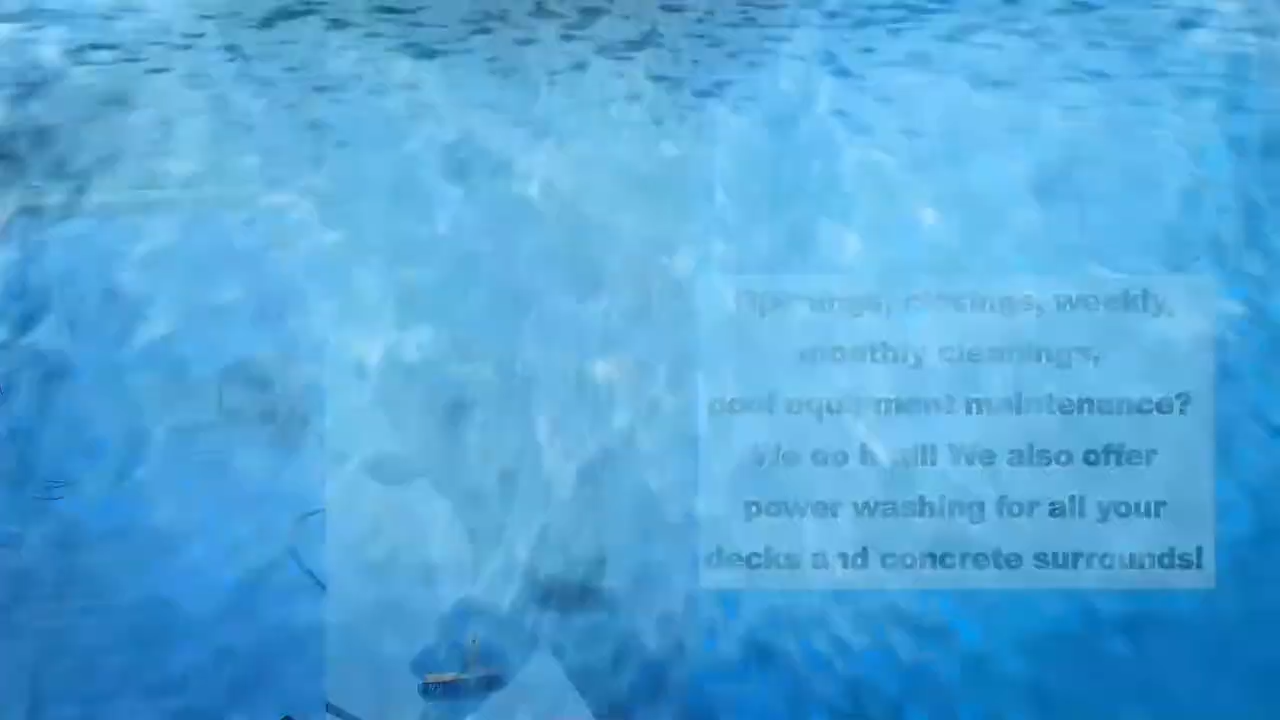 Openings, closings, weekly,
monthly cleanings,
pool equipment maintenance?
We do it all! We also offer
power washing for all your
decks and concrete surrounds!